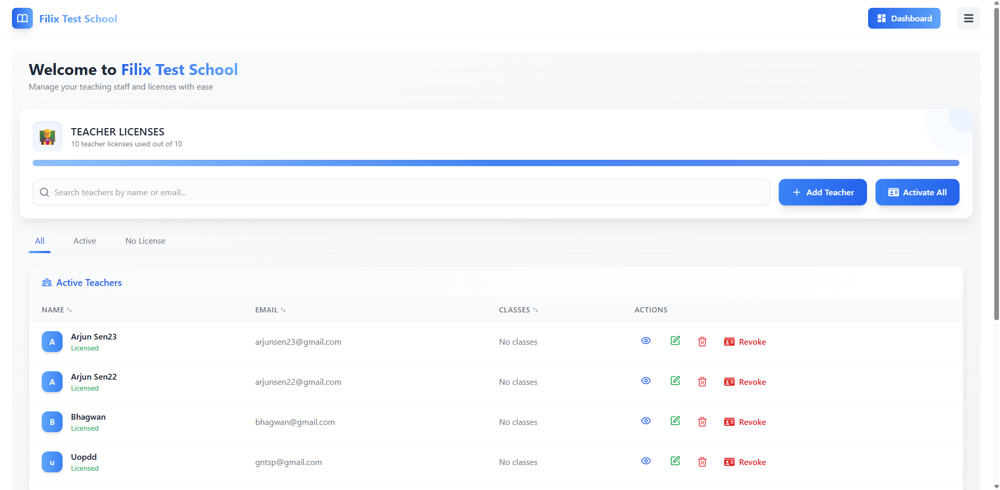 Filix Test School
Dashboard
Welcome to Filix Test School
Manage your teaching staff and licenses with ease
TEACHER LICENSES
10 teacher licenses used out of 10
Search teachers by name or email...
Add Teacher
Activate All
All
Active
No License
Active Teachers
NAME EMAIL CLASSES ACTIONS
A
Arjun Sen23
Licensed
arjunsen23@gmail.com
No classes
Revoke
A
Arjun Sen22
Licensed
arjunsen22@gmail.com
No classes
Revoke
B
Bhagwan
Licensed
bhagwan@gmail.com
No classes
Revoke
u
Uopdd
Licensed
gntsp@gmail.com
No classes
Revoke